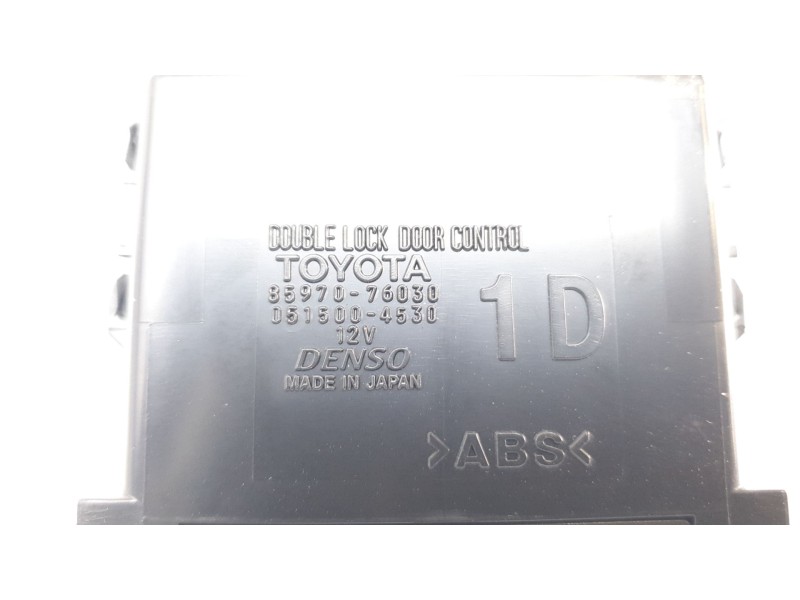 DOUBLE LOCK DOOR CONTROL
TOYOTA
85970-76030
051500-4530
12V
DENSO
MADE IN JAPAN
1D
>ABS<